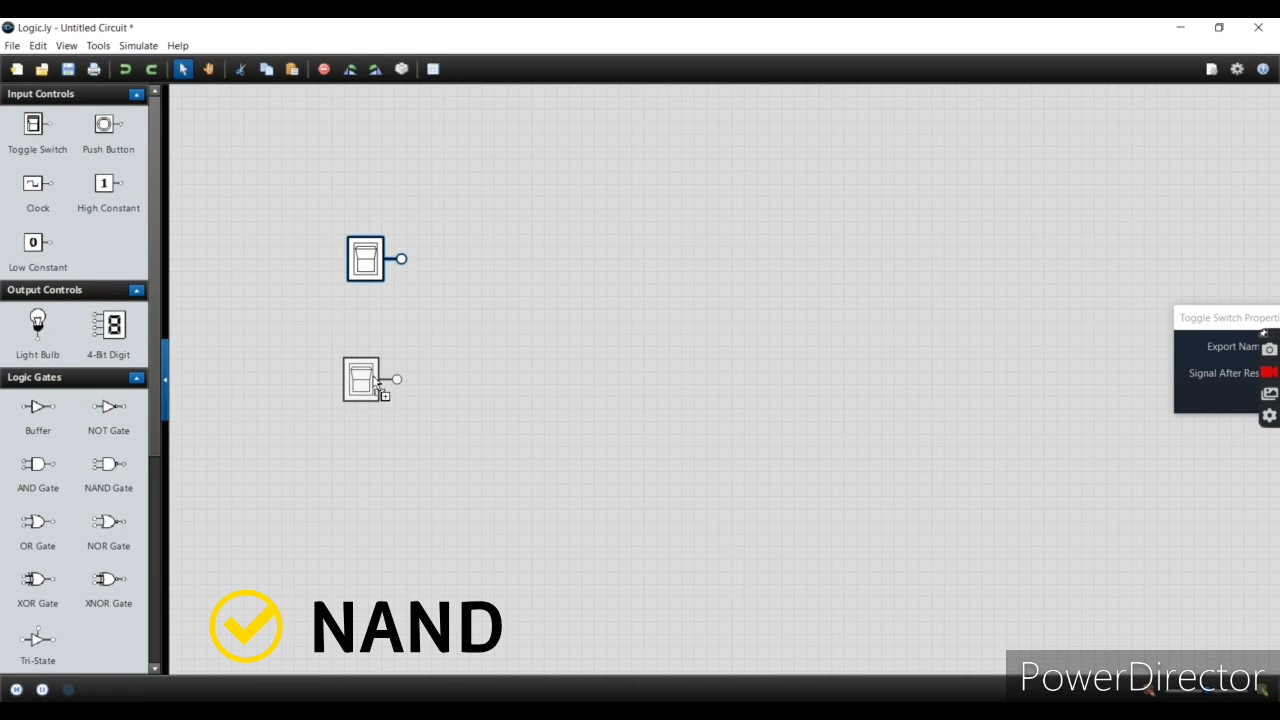 Logic.ly - Untitled Circuit *
File Edit View Tools Simulate Help
Input Controls
Toggle Switch Push Button
1
Clock High Constant
0
Low Constant
Output Controls
8
Light Bulb 4-Bit Digit
Logic Gates
Buffer NOT Gate
AND Gate NAND Gate
OR Gate NOR Gate
XOR Gate XNOR Gate
Tri-State
Toggle Switch Properti
Export Nam
Signal After Res
NAND
PowerDirector